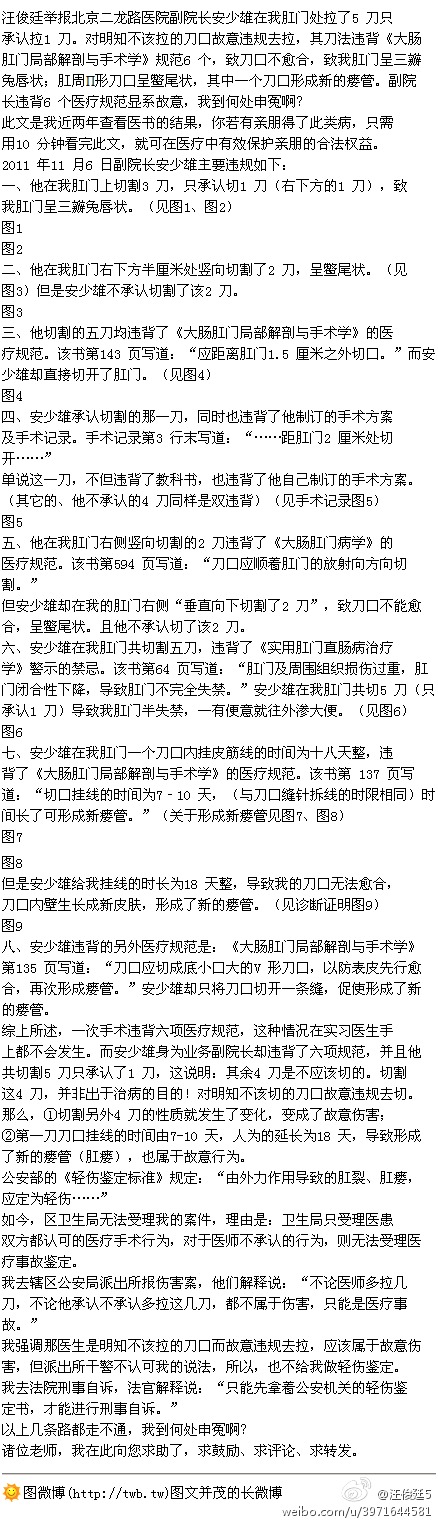 汪俊廷举报北京二龙路医院副院长安少雄在我肛门处拉了5 刀只
承认拉1 刀。对明知不该拉的刀口故意违规去拉，其刀法违背《大肠
肛门局部解剖与手术学》规范6 个，致刀口不愈合，致我肛门呈三瓣
兔唇状；肛周П形刀口呈蟹尾状，其中一个刀口形成新的瘘管。副院
长违背6 个医疗规范显系故意，我到何处申冤啊？
此文是我近两年查看医书的结果，你若有亲朋得了此类病，只需
用10 分钟看完此文，就可在医疗中有效保护亲朋的合法权益。
2011 年11 月6 日副院长安少雄主要违规如下：
一、他在我肛门上切割3 刀，只承认切1 刀（右下方的1 刀），致
我肛门呈三瓣兔唇状。（见图1、图2）
图1
图2
二、他在我肛门右下方半厘米处竖向切割了2 刀，呈蟹尾状。（见
图3）但是安少雄不承认切割了该2 刀。
图3
三、他切割的五刀均违背了《大肠肛门局部解剖与手术学》的医
疗规范。该书第143 页写道：“应距离肛门1.5 厘米之外切口。”而安
少雄却直接切开了肛门。（见图4）
图4
四、安少雄承认切割的那一刀，同时也违背了他制订的手术方案
及手术记录。手术记录第3 行末写道：“……距肛门2 厘米处切
开……”
单说这一刀，不但违背了教科书，也违背了他自己制订的手术方案。
（其它的、他不承认的4 刀同样是双违背）（见手术记录图5）
图5
五、他在我肛门右侧竖向切割的2 刀违背了《大肠肛门病学》的
医疗规范。该书第594 页写道：“刀口应顺着肛门的放射向方向切
割。”
但安少雄却在我的肛门右侧“垂直向下切割了2 刀”，致刀口不能愈
合，呈蟹尾状。且他不承认切了该2 刀。
六、安少雄在我肛门共切割五刀，违背了《实用肛门直肠病治疗
学》警示的禁忌。该书第64 页写道：“肛门及周围组织损伤过重，肛
门闭合性下降，导致肛门不完全失禁。”安少雄在我肛门共切5 刀（只
承认1 刀）导致我肛门半失禁，一有便意就往外渗大便。（见图6）
图6
七、安少雄在我肛门一个刀口内挂皮筋线的时间为十八天整，违
背了《大肠肛门局部解剖与手术学》的医疗规范。该书第 137 页写
道：“切口挂线的时间为7﹣10 天，（与刀口缝针拆线的时限相同）时
间长了可形成新瘘管。”（关于形成新瘘管见图7、图8）
图7
图8
但是安少雄给我挂线的时长为18 天整，导致我的刀口无法愈合，
刀口内壁生长成新皮肤，形成了新的瘘管。（见诊断证明图9）
图9
八、安少雄违背的另外医疗规范是：《大肠肛门局部解剖与手术学》
第135 页写道：“刀口应切成底小口大的V 形刀口，以防表皮先行愈
合，再次形成瘘管。”安少雄却只将刀口切开一条缝，促使形成了新
的瘘管。
综上所述，一次手术违背六项医疗规范，这种情况在实习医生手
上都不会发生。而安少雄身为业务副院长却违背了六项规范，并且他
共切割5 刀只承认了1 刀，这说明：其余4 刀是不应该切的。切割
这4 刀，并非出于治病的目的！对明知不该切的刀口故意违规去切。
那么，①切割另外4 刀的性质就发生了变化，变成了故意伤害；
②第一刀刀口挂线的时间由7-10 天，人为的延长为18 天，导致形成
了新的瘘管（肛瘘），也属于故意行为。
公安部的《轻伤鉴定标准》规定：“由外力作用导致的肛裂、肛瘘，
应定为轻伤……”
如今，区卫生局无法受理我的案件，理由是：卫生局只受理医患
双方都认可的医疗手术行为，对于医师不承认的行为，则无法受理医
疗事故鉴定。
我去辖区公安局派出所报伤害案，他们解释说：“不论医师多拉几
刀，不论他承认不承认多拉这几刀，都不属于伤害，只能是医疗事
故。”
我强调那医生是明知不该拉的刀口而故意违规去拉，应该属于故意伤
害，但派出所干警不认可我的说法，所以，也不给我做轻伤鉴定。
我去法院刑事自诉，法官解释说：“只能先拿着公安机关的轻伤鉴
定书，才能进行刑事自诉。”
以上几条路都走不通，我到何处申冤啊？
诸位老师，我在此向您求助了，求鼓励、求评论、求转发。
图微博(http://twb.tw)图文并茂的长微博
@汪俊廷5
weibo.com/u/3971644581